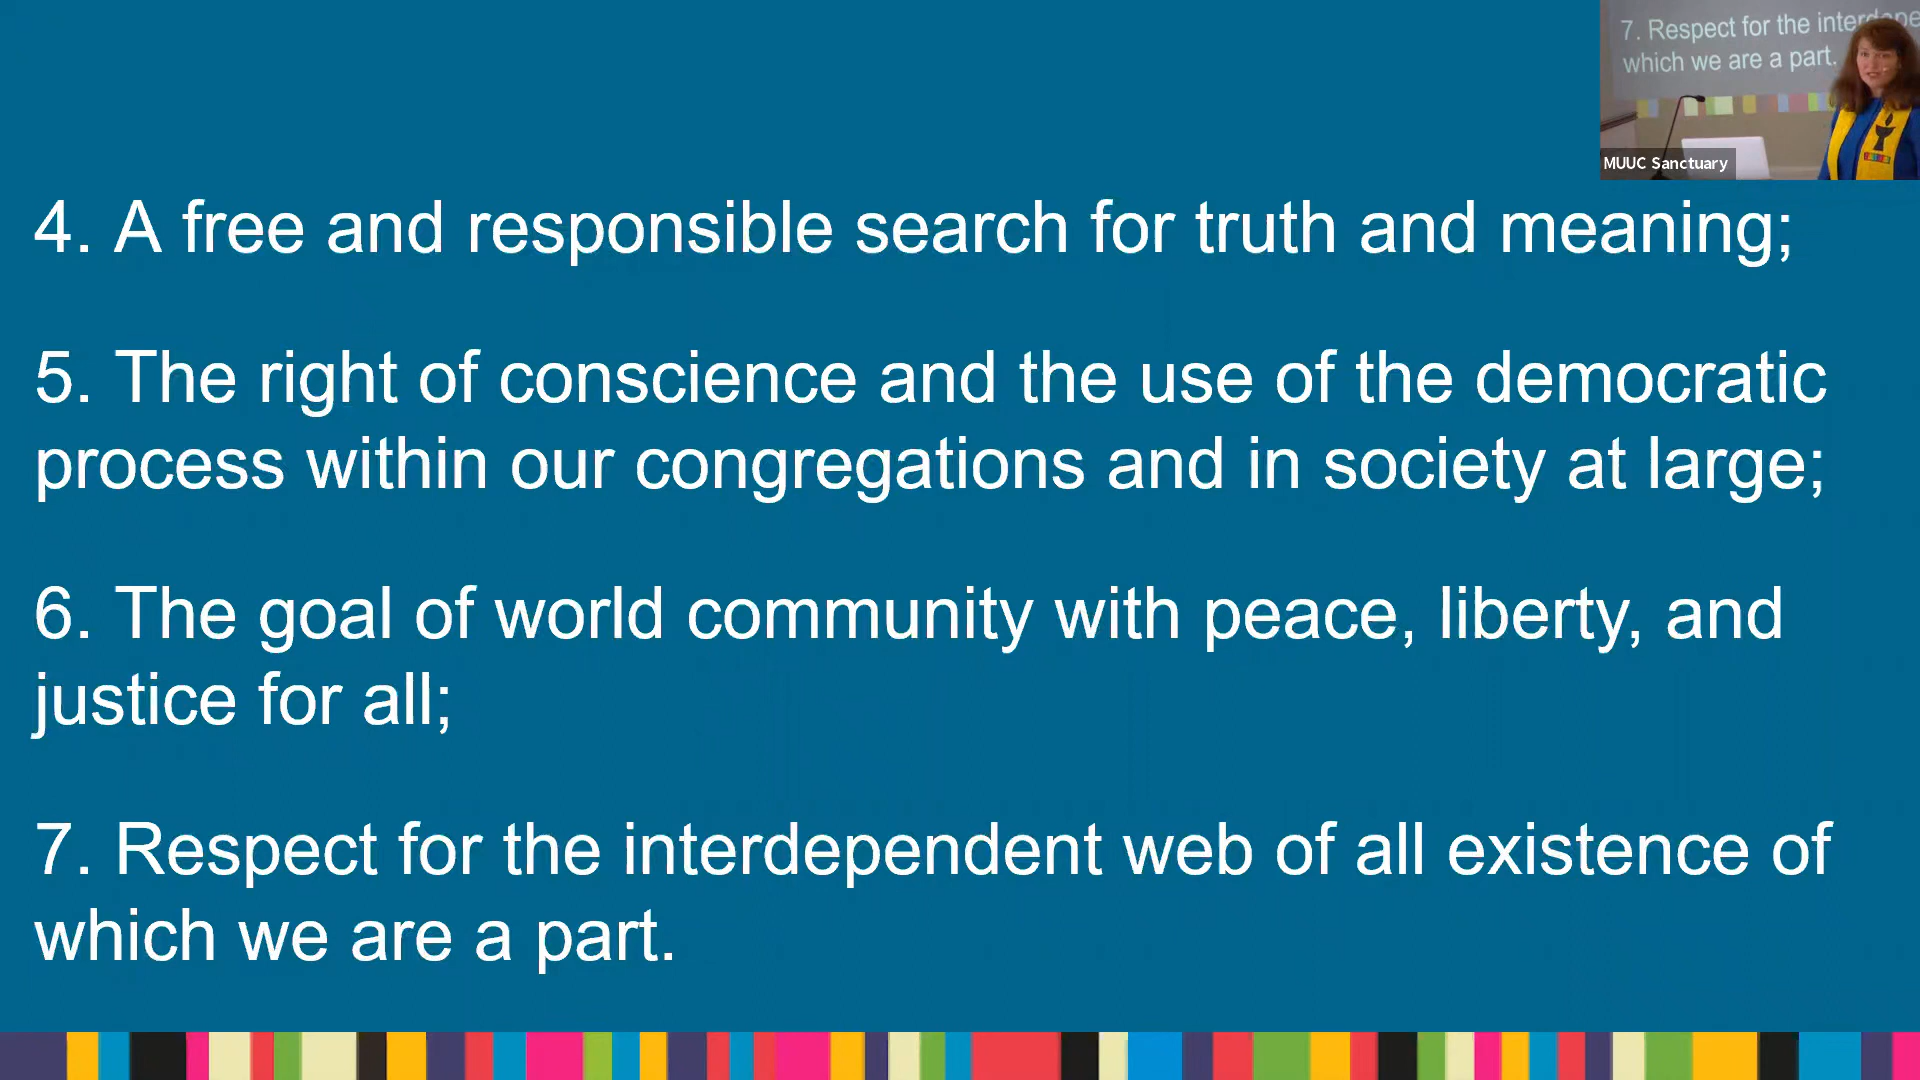 7. Respect for the interdepe
which we are a part.
MUUC Sanctuary
4. A free and responsible search for truth and meaning;
5. The right of conscience and the use of the democratic
process within our congregations and in society at large;
6. The goal of world community with peace, liberty, and
justice for all;
7. Respect for the interdependent web of all existence of
which we are a part.